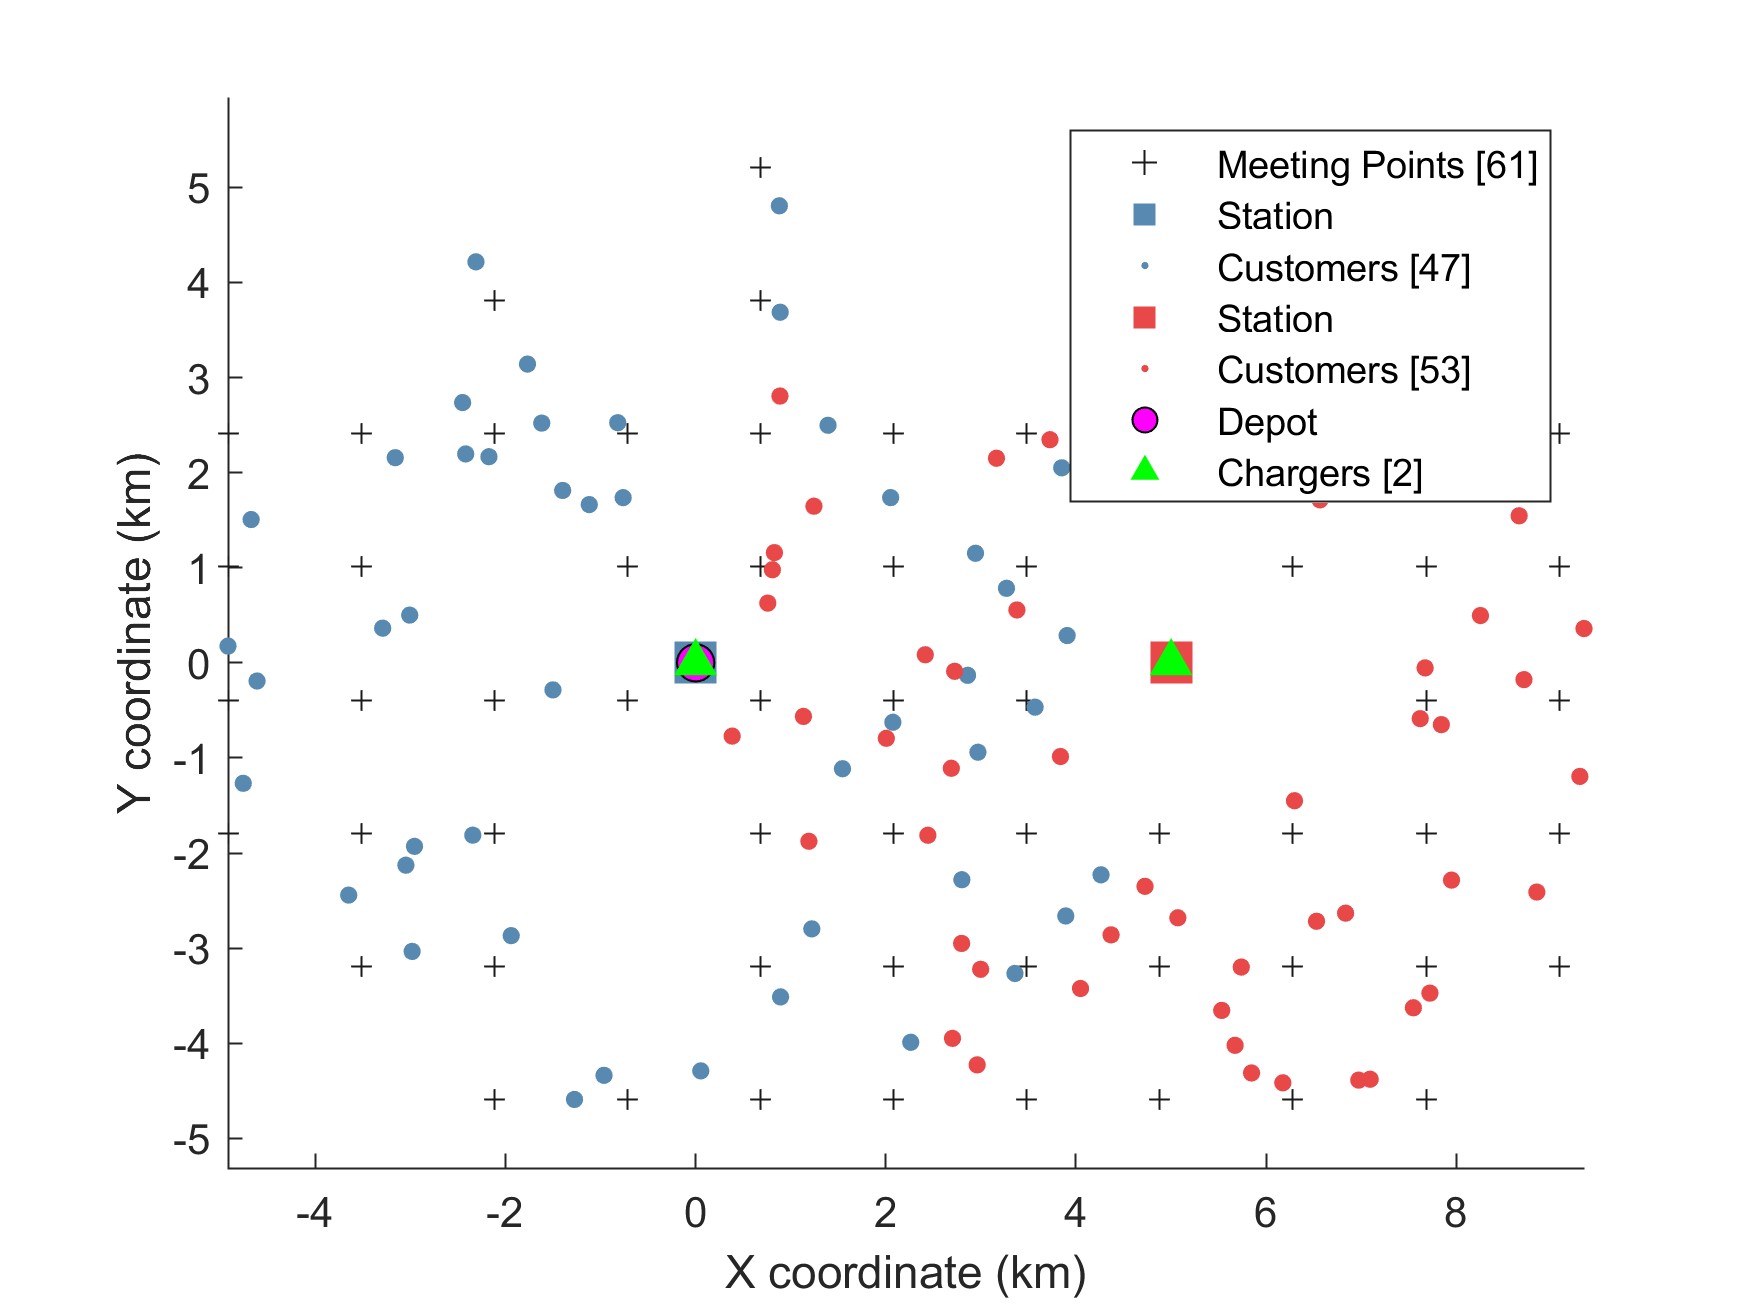 Meeting Points [61]
Station
Customers [47]
Station
Customers [53]
Depot
Chargers [2]
5
4
3
2
1
0
-1
-2
-3
-4
-5
Y coordinate (km)
-4 -2 0 2 4 6 8
X coordinate (km)